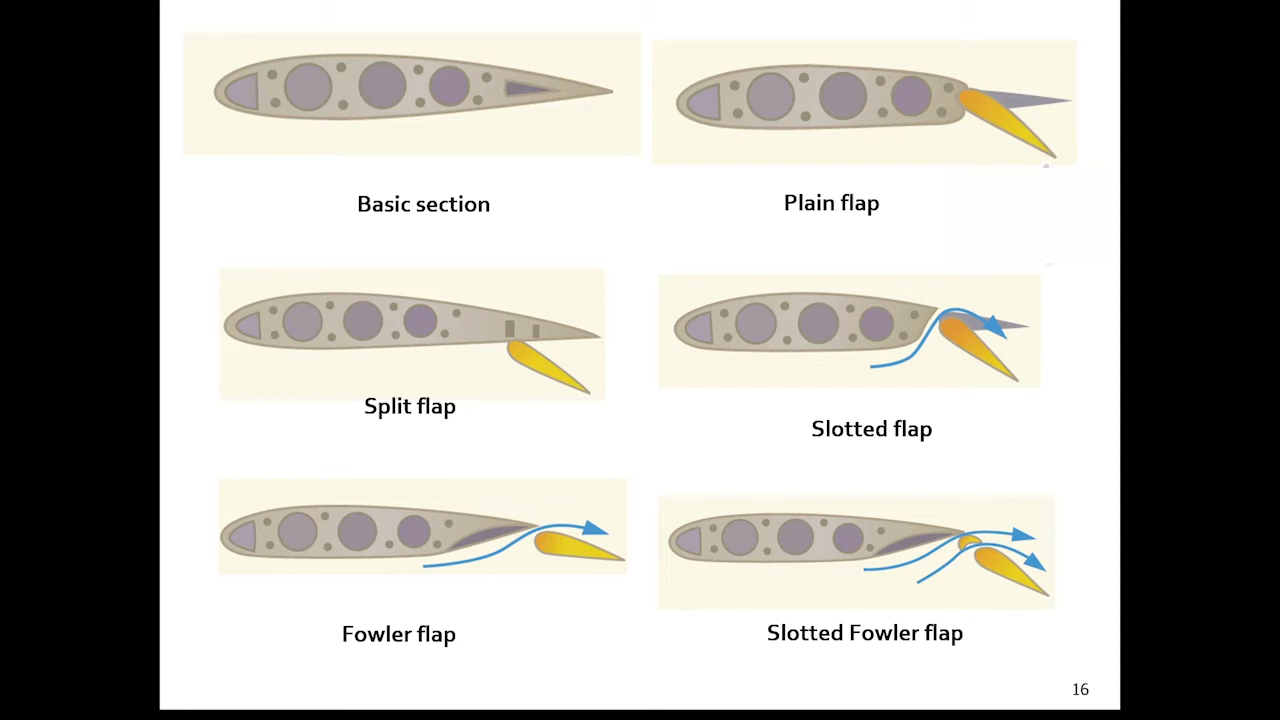 Basic section
Plain flap
Split flap
Slotted flap
Fowler flap
Slotted Fowler flap
16